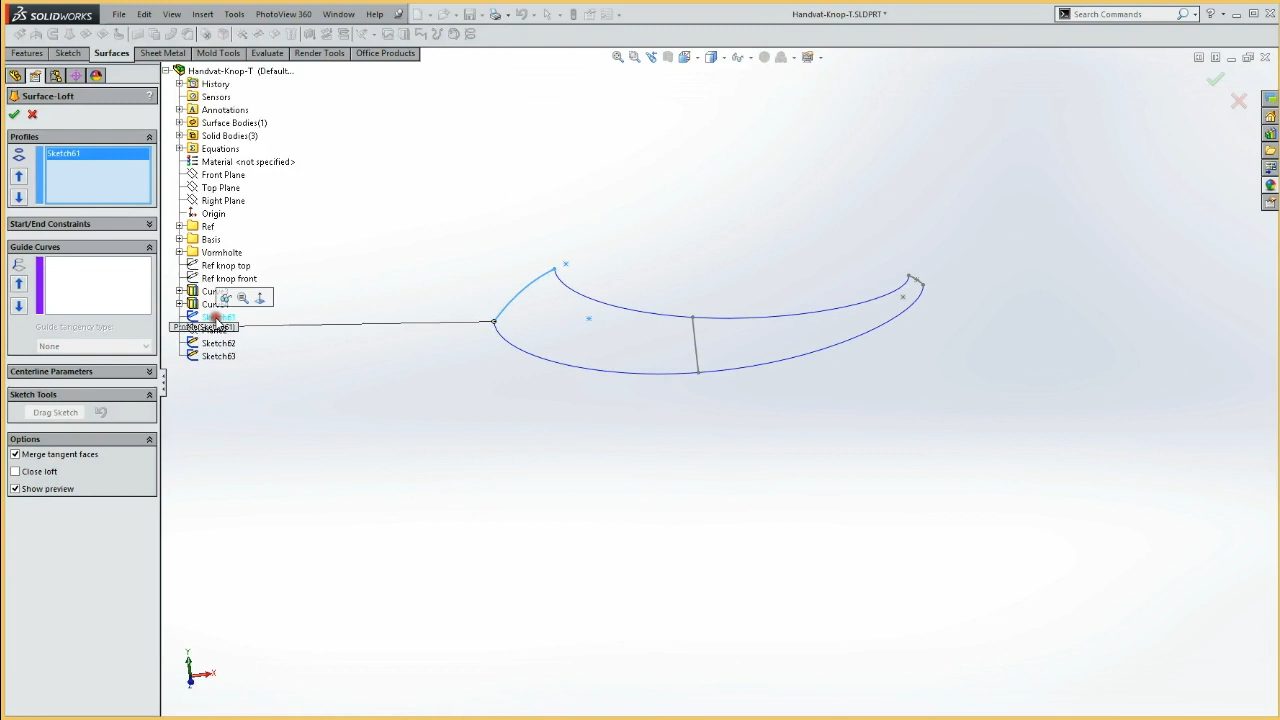 SOLIDWORKS File Edit View Insert Tools PhotoView 360 Window Help Handvat-Knop-T.SLDPRT * Search Commands ?
Features Sketch Surfaces Sheet Metal Mold Tools Evaluate Render Tools Office Products
Surface-Loft ?
Profiles
Sketch61
Start/End Constraints
Guide Curves
Guide tangency type:
None
Centerline Parameters
Sketch Tools
Drag Sketch
Options
Merge tangent faces
Close loft
Show preview
Handvat-Knop-T (Default...
History
Sensors
Annotations
Surface Bodies(1)
Solid Bodies(3)
Equations
Material <not specified>
Front Plane
Top Plane
Right Plane
Origin
Ref
Basis
Vormholte
Ref knop top
Ref knop front
Sketch61
Sketch62
Sketch63
Y
X
Z